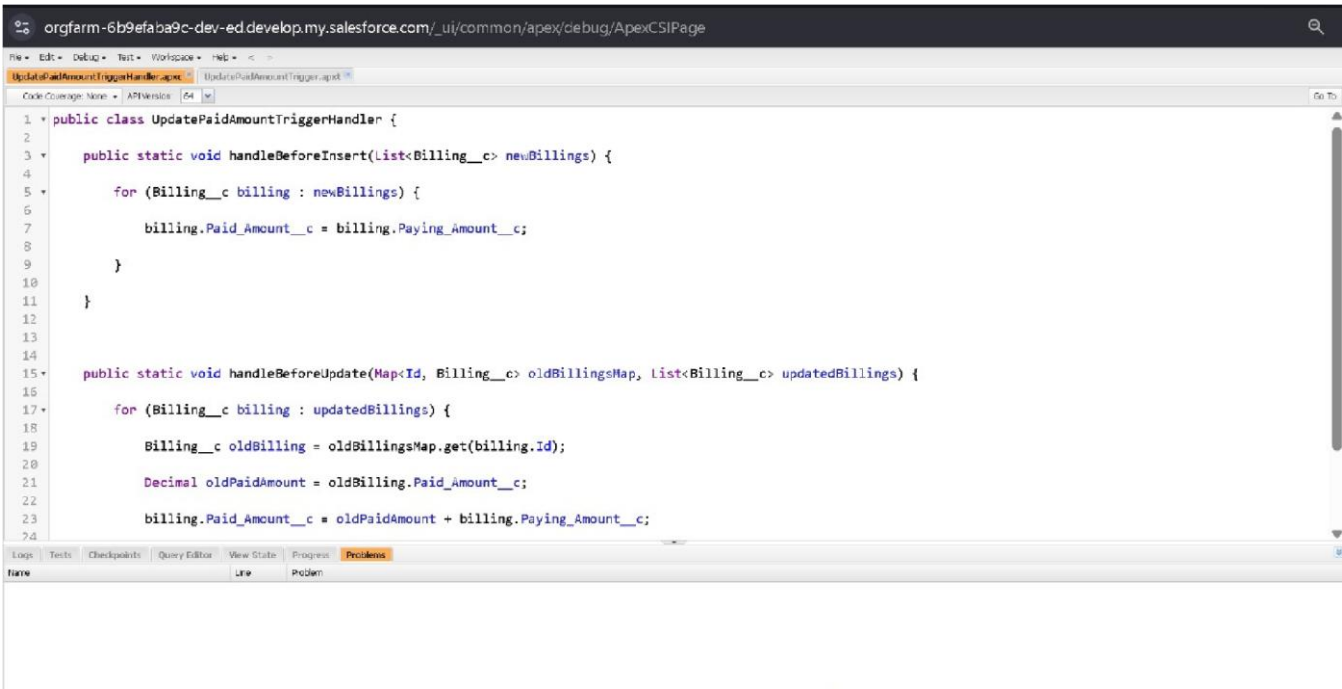 orgfarm-6b9efaba9c-dev-ed.develop.my.salesforce.com/_ui/common/apex/debug/ApexCSIPage
File Edit Debug Test Workspace Help < >
UpdatePaidAmountTriggerHandler.apxc UpdatePaidAmountTrigger.apxt
Code Coverage: None API Version: 64 Go To
1 public class UpdatePaidAmountTriggerHandler {
2
3 public static void handleBeforeInsert(List<Billing__c> newBillings) {
4
5 for (Billing__c billing : newBillings) {
6
7 billing.Paid_Amount__c = billing.Paying_Amount__c;
8
9 }
10
11 }
12
13
14
15 public static void handleBeforeUpdate(Map<Id, Billing__c> oldBillingsMap, List<Billing__c> updatedBillings) {
16
17 for (Billing__c billing : updatedBillings) {
18
19 Billing__c oldBilling = oldBillingsMap.get(billing.Id);
20
21 Decimal oldPaidAmount = oldBilling.Paid_Amount__c;
22
23 billing.Paid_Amount__c = oldPaidAmount + billing.Paying_Amount__c;
24
Logs Tests Checkpoints Query Editor View State Progress Problems
Name Line Problem